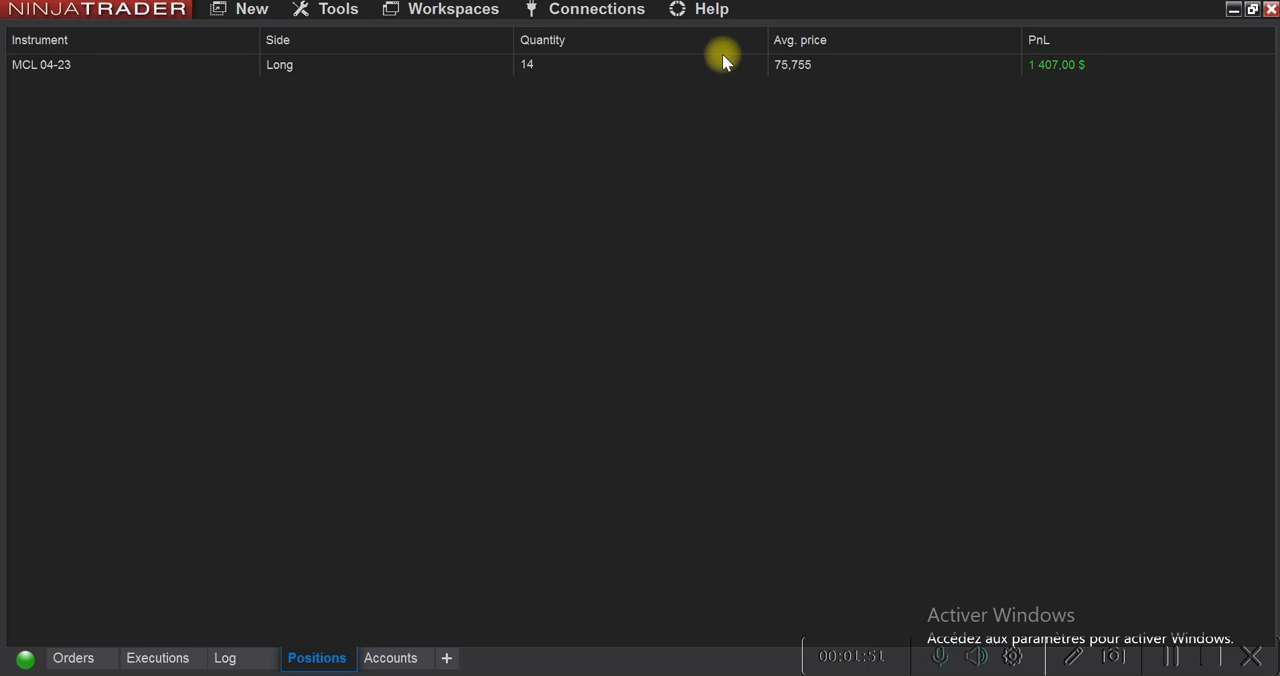 NINJATRADER New Tools Workspaces Connections Help
Instrument Side Quantity Avg. price PnL
MCL 04-23 Long 14 75,755 1 407,00 $
Activer Windows
Accédez aux paramètres pour activer Windows.
Orders Executions Log Positions Accounts + 00:01:51